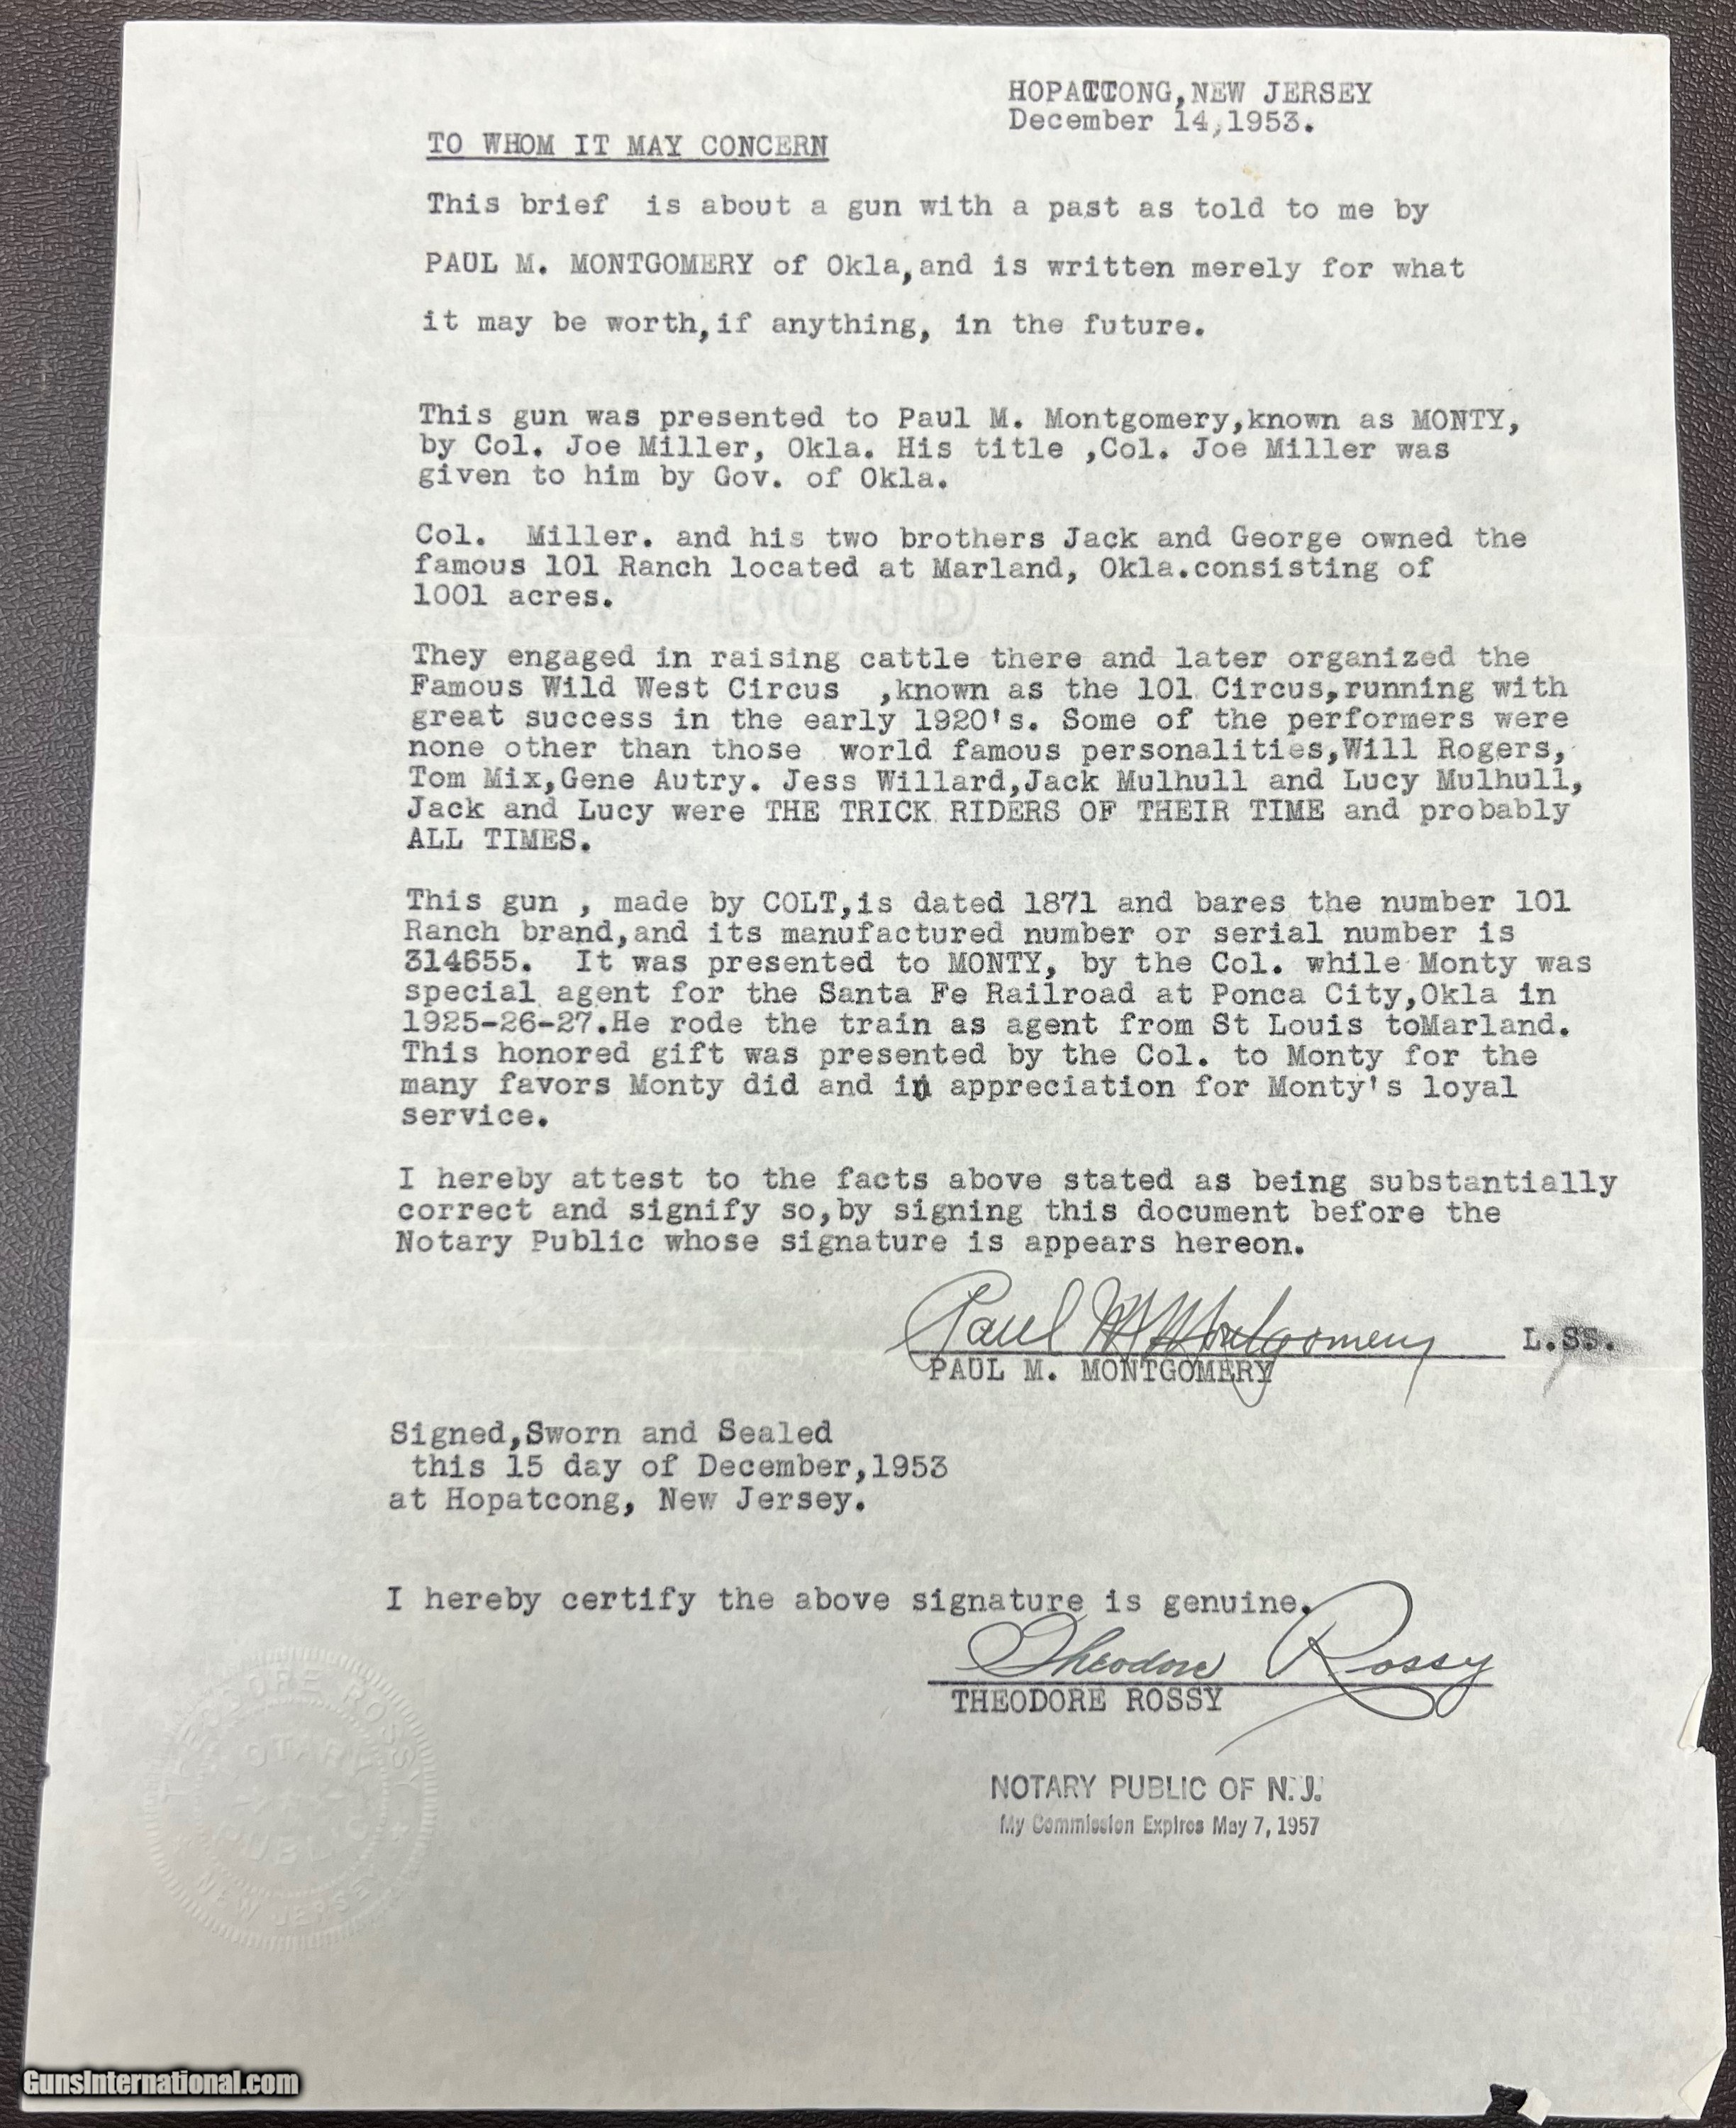 HOPATCONG,NEW JERSEY
December 14,1953.
TO WHOM IT MAY CONCERN
This brief is about a gun with a past as told to me by
PAUL M. MONTGOMERY of Okla,and is written merely for what
it may be worth,if anything, in the future.
This gun was presented to Paul M. Montgomery,known as MONTY,
by Col. Joe Miller, Okla. His title ,Col. Joe Miller was
given to him by Gov. of Okla.
Col. Miller. and his two brothers Jack and George owned the
famous 101 Ranch located at Marland, Okla.consisting of
1001 acres.
BOND
They engaged in raising cattle there and later organized the
Famous Wild West Circus ,known as the 101 Circus,running with
great success in the early 1920's. Some of the performers were
none other than those world famous personalities,Will Rogers,
Tom Mix,Gene Autry. Jess Willard,Jack Mulhull and Lucy Mulhull,
Jack and Lucy were THE TRICK RIDERS OF THEIR TIME and probably
ALL TIMES.
This gun , made by COLT,is dated 1871 and bares the number 101
Ranch brand,and its manufactured number or serial number is
314655. It was presented to MONTY, by the Col. while Monty was
special agent for the Santa Fe Railroad at Ponca City,Okla in
1925-26-27.He rode the train as agent from St Louis toMarland.
This honored gift was presented by the Col. to Monty for the
many favors Monty did and in appreciation for Monty's loyal
service.
I hereby attest to the facts above stated as being substantially
correct and signify so,by signing this document before the
Notary Public whose signature is appears hereon.
Paul M Montgomery L.SS.
PAUL M. MONTGOMERY
Signed,Sworn and Sealed
this 15 day of December,1953
at Hopatcong, New Jersey.
I hereby certify the above signature is genuine.
Theodore Rossy
THEODORE ROSSY
THEODORE ROSSY
NOTARY
PUBLIC
NEW JERSEY
NOTARY PUBLIC OF N.J.
My Commission Expires May 7, 1957
GunsInternational.com